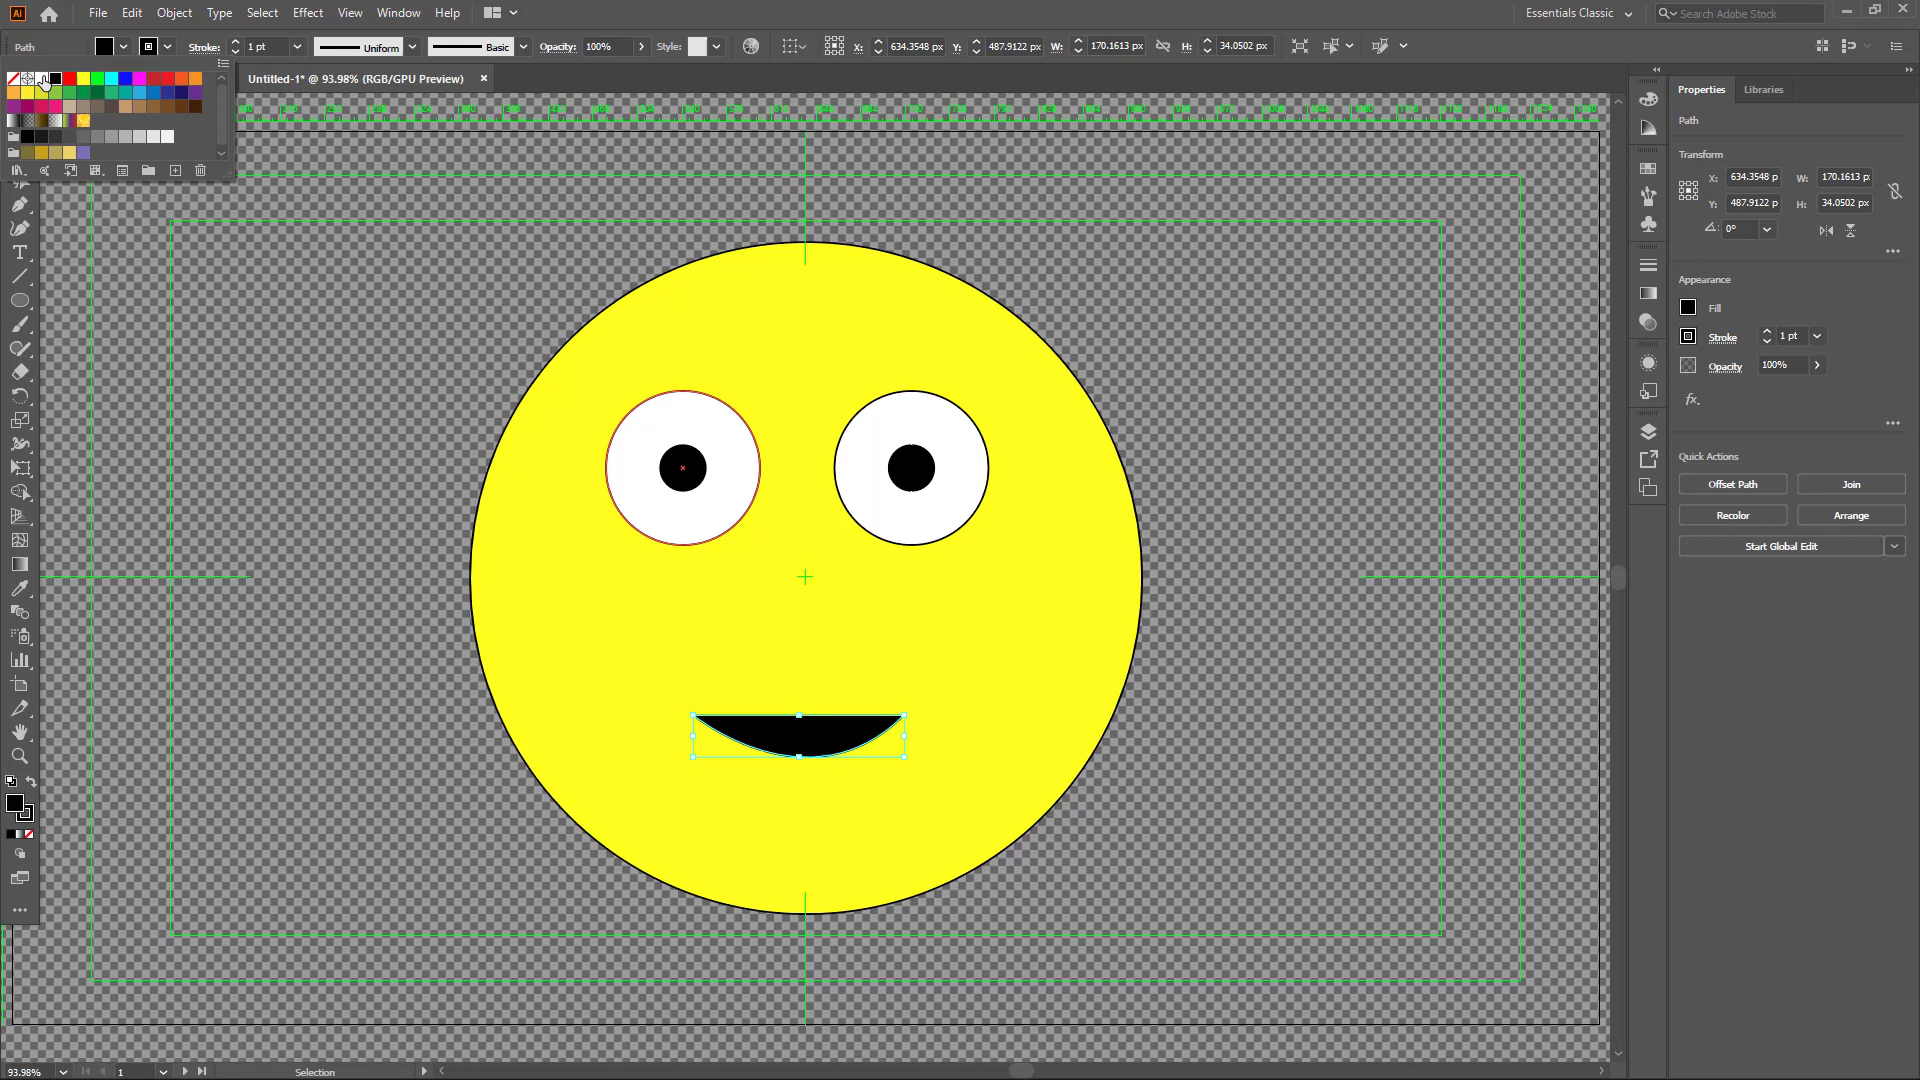 Ai File Edit Object Type Select Effect View Window Help Essentials Classic Search Adobe Stock
Path Stroke: 1 pt Uniform Basic Opacity: 100% Style: X: 634.3548 px Y: 487.9122 px W: 170.1613 px H: 34.0502 px
Untitled-1* @ 93.98% (RGB/GPU Preview)
Properties Libraries
Path
Transform
X: 634.3548 p W: 170.1613 p
Y: 487.9122 p H: 34.0502 px
0°
Appearance
Fill
Stroke 1 pt
Opacity 100%
fx.
Quick Actions
Offset Path Join
Recolor Arrange
Start Global Edit
93.98% 1 Selection